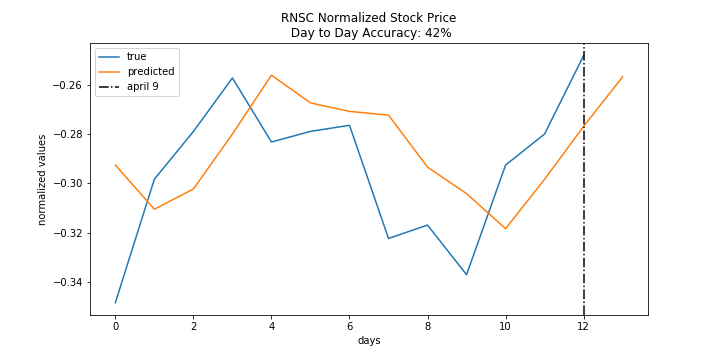 RNSC Normalized Stock Price
Day to Day Accuracy: 42%
true
predicted
april 9
normalized values
−0.26
−0.28
−0.30
−0.32
−0.34
0
2
4
6
8
10
12
days